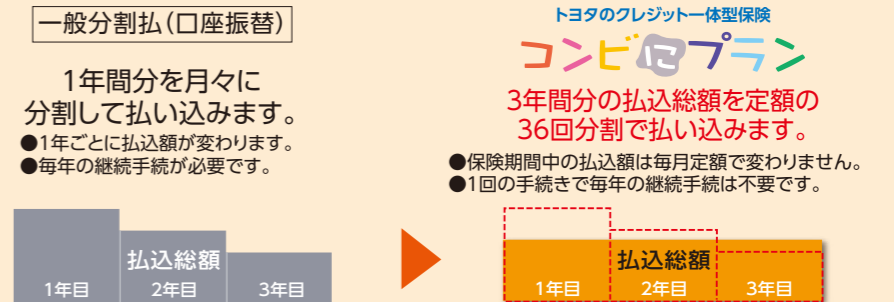 一般分割払(口座振替)
1年間分を月々に
分割して払い込みます。
●1年ごとに払込額が変わります。
●毎年の継続手続が必要です。
払込総額
1年目 2年目 3年目
トヨタのクレジット一体型保険
コンビにプラン
3年間分の払込総額を定額の
36回分割で払い込みます。
●保険期間中の払込額は毎月定額で変わりません。
●1回の手続きで毎年の継続手続は不要です。
払込総額
1年目 2年目 3年目